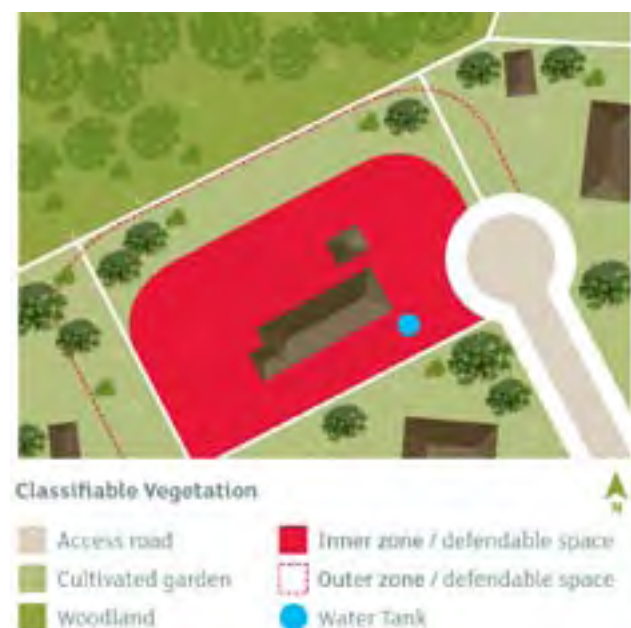 Classifiable Vegetation
N
Access road
Inner zone / defendable space
Cultivated garden
Outer zone / defendable space
Woodland
Water Tank